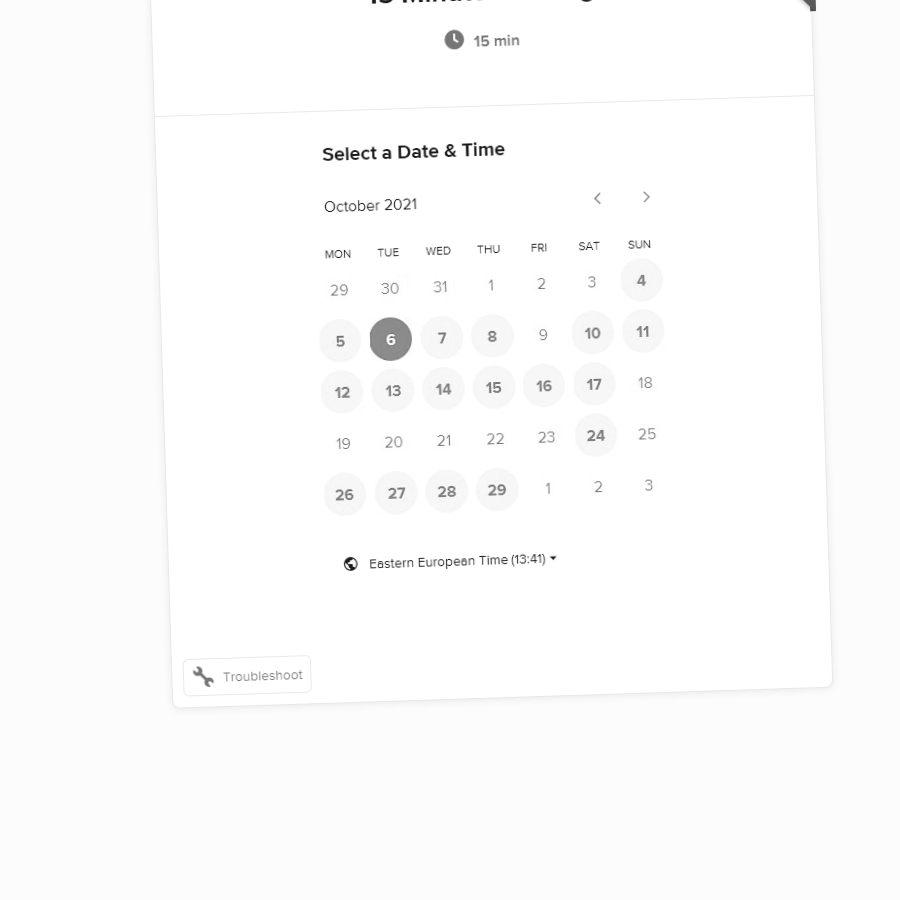 15 min
Select a Date & Time
October 2021
MON TUE WED THU FRI SAT SUN
29 30 31 1 2 3 4
5 6 7 8 9 10 11
12 13 14 15 16 17 18
19 20 21 22 23 24 25
26 27 28 29 1 2 3
Eastern European Time (13:41)
Troubleshoot